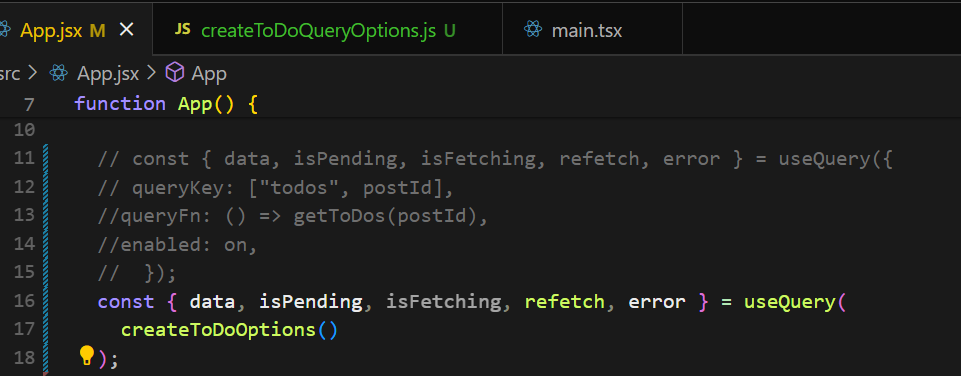 App.jsx M × JS createToDoQueryOptions.js U main.tsx
src > App.jsx > App
7 function App() {
10
11 // const { data, isPending, isFetching, refetch, error } = useQuery({
12 // queryKey: ["todos", postId],
13 //queryFn: () => getToDos(postId),
14 //enabled: on,
15 //  });
16 const { data, isPending, isFetching, refetch, error } = useQuery(
17 createToDoOptions()
18 );